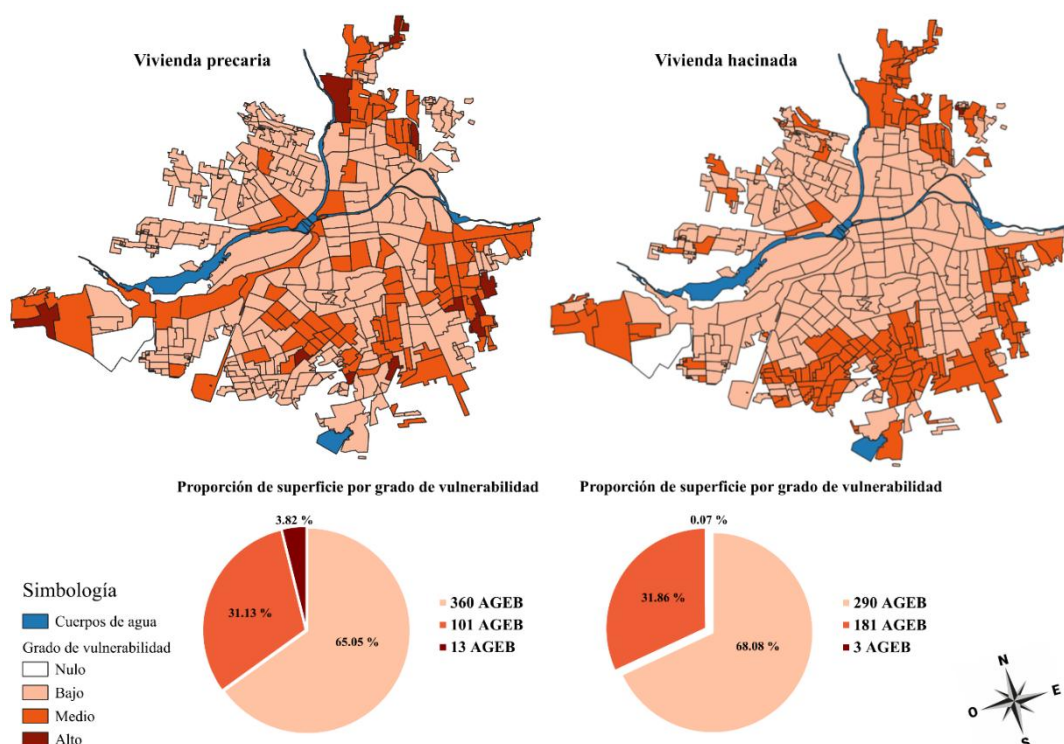 Vivienda precaria
Vivienda hacinada
Proporción de superficie por grado de vulnerabilidad
3.82 %
31.13 %
65.05 %
360 AGEB
101 AGEB
13 AGEB
Proporción de superficie por grado de vulnerabilidad
0.07 %
31.86 %
68.08 %
290 AGEB
181 AGEB
3 AGEB
Simbología
Cuerpos de agua
Grado de vulnerabilidad
Nulo
Bajo
Medio
Alto
N
E
O
S